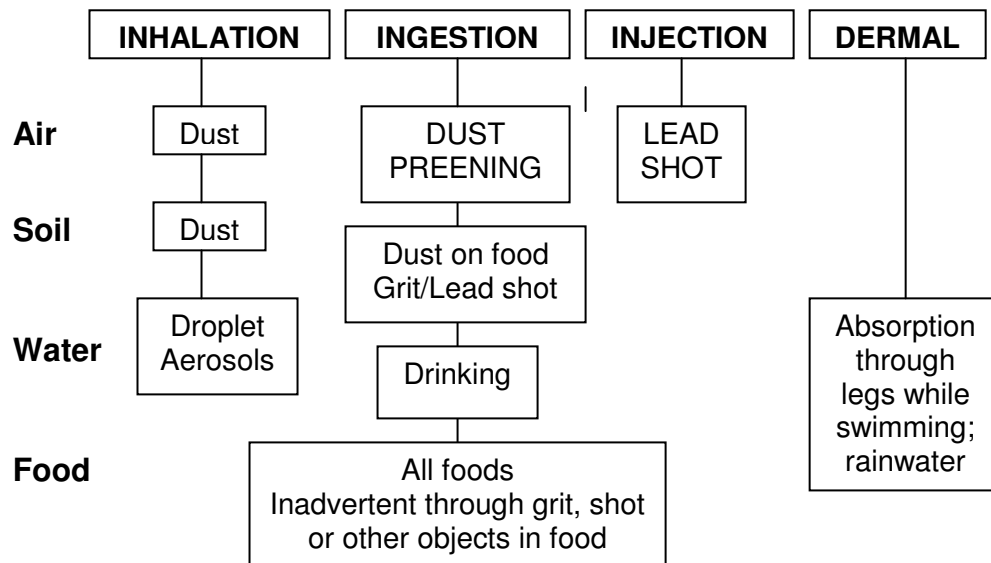 INHALATION INGESTION INJECTION DERMAL
Air
Dust
DUST
PREENING
LEAD
SHOT
Soil
Dust
Dust on food
Grit/Lead shot
Water
Droplet
Aerosols
Drinking
Absorption
through
legs while
swimming;
rainwater
Food
All foods
Inadvertent through grit, shot
or other objects in food